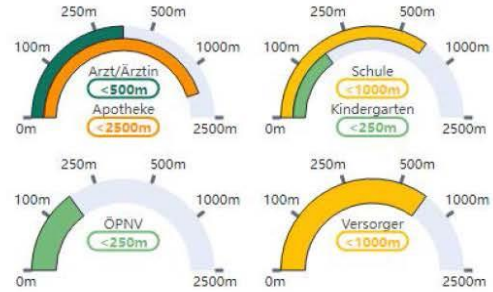 250m 500m
100m 1000m
Arzt/Ärztin
<500m
Apotheke
<2500m
0m 2500m
250m 500m
100m 1000m
Schule
<1000m
Kindergarten
<250m
0m 2500m
250m 500m
100m 1000m
ÖPNV
<250m
0m 2500m
250m 500m
100m 1000m
Versorger
<1000m
0m 2500m